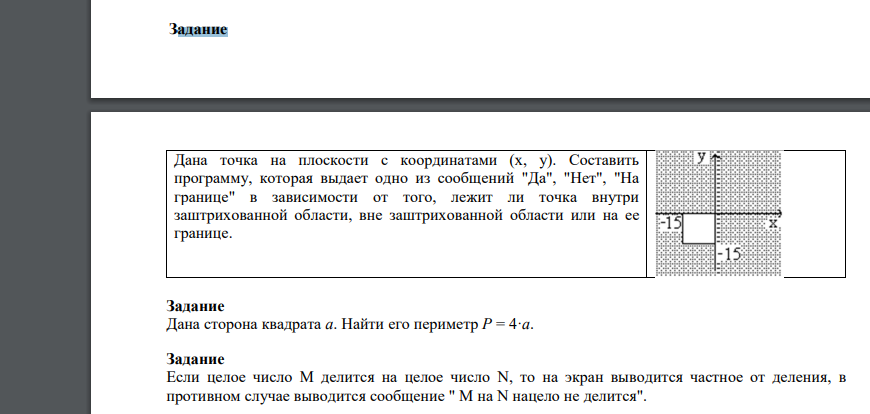 Задание
Дана точка на плоскости с координатами (x, y). Составить
программу, которая выдает одно из сообщений "Да", "Нет", "На
границе" в зависимости от того, лежит ли точка внутри
заштрихованной области, вне заштрихованной области или на ее
границе.
y
-15
x
-15
Задание
Дана сторона квадрата a. Найти его периметр P = 4·a.
Задание
Если целое число M делится на целое число N, то на экран выводится частное от деления, в
противном случае выводится сообщение " M на N нацело не делится".